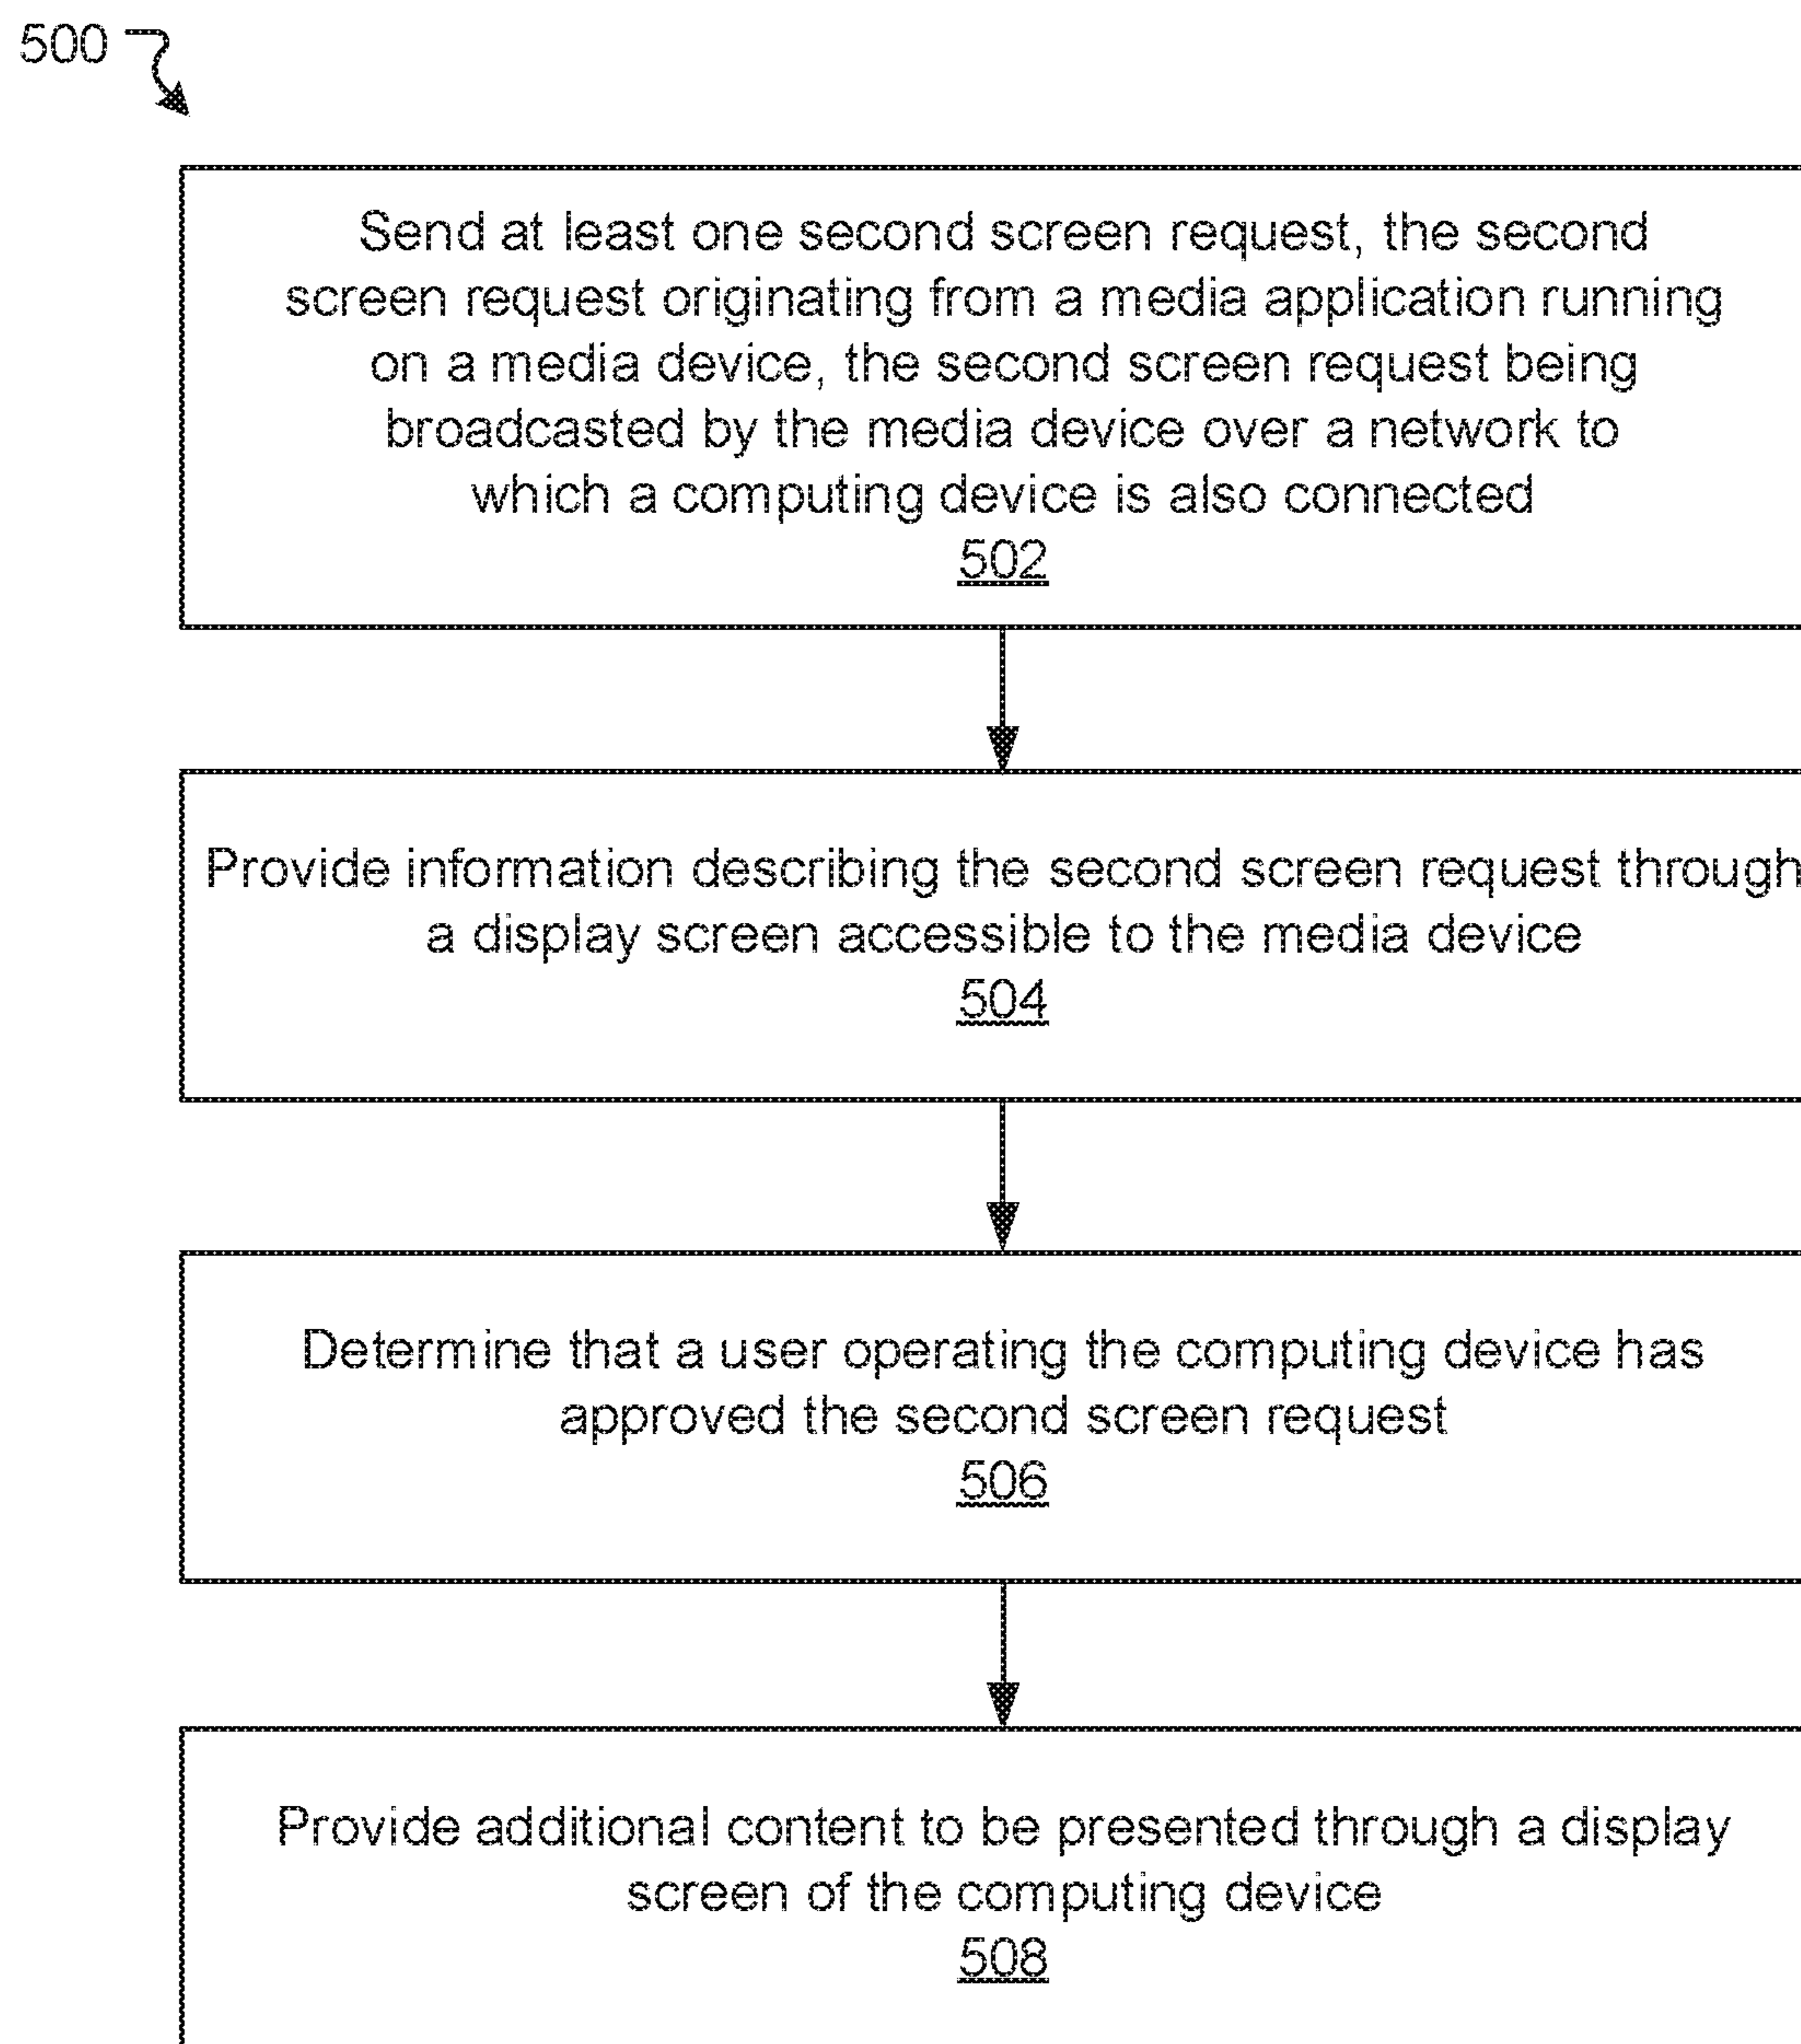 500
Send at least one second screen request, the second
screen request originating from a media application running
on a media device, the second screen request being
broadcasted by the media device over a network to
which a computing device is also connected
502
Provide information describing the second screen request through
a display screen accessible to the media device
504
Determine that a user operating the computing device has
approved the second screen request
506
Provide additional content to be presented through a display
screen of the computing device
508